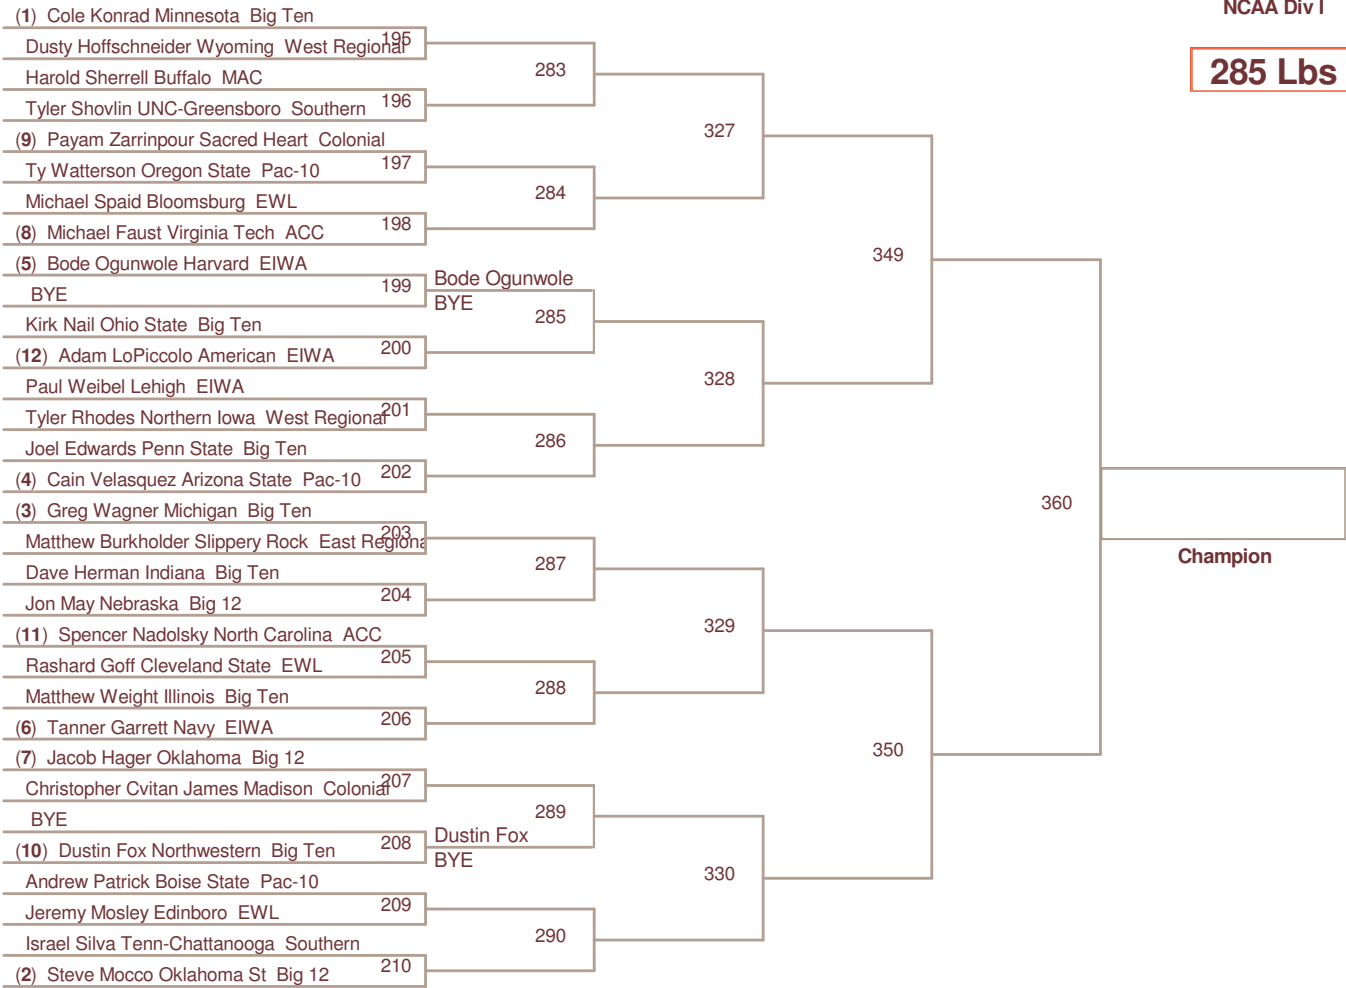 NCAA Div I
285 Lbs
(1) Cole Konrad Minnesota Big Ten
195
Dusty Hoffschneider Wyoming West Regional
283
Harold Sherrell Buffalo MAC
196
Tyler Shovlin UNC-Greensboro Southern
327
(9) Payam Zarrinpour Sacred Heart Colonial
197
Ty Watterson Oregon State Pac-10
284
Michael Spaid Bloomsburg EWL
198
(8) Michael Faust Virginia Tech ACC
349
(5) Bode Ogunwole Harvard EIWA
199
Bode Ogunwole
BYE
BYE
285
Kirk Nail Ohio State Big Ten
200
(12) Adam LoPiccolo American EIWA
328
Paul Weibel Lehigh EIWA
201
Tyler Rhodes Northern Iowa West Regional
286
Joel Edwards Penn State Big Ten
202
(4) Cain Velasquez Arizona State Pac-10
360
Champion
(3) Greg Wagner Michigan Big Ten
203
Matthew Burkholder Slippery Rock East Regiona
287
Dave Herman Indiana Big Ten
204
Jon May Nebraska Big 12
329
(11) Spencer Nadolsky North Carolina ACC
205
Rashard Goff Cleveland State EWL
288
Matthew Weight Illinois Big Ten
206
(6) Tanner Garrett Navy EIWA
350
(7) Jacob Hager Oklahoma Big 12
207
Christopher Cvitan James Madison Colonial
289
BYE
208
Dustin Fox
(10) Dustin Fox Northwestern Big Ten
BYE
330
Andrew Patrick Boise State Pac-10
209
Jeremy Mosley Edinboro EWL
290
Israel Silva Tenn-Chattanooga Southern
210
(2) Steve Mocco Oklahoma St Big 12